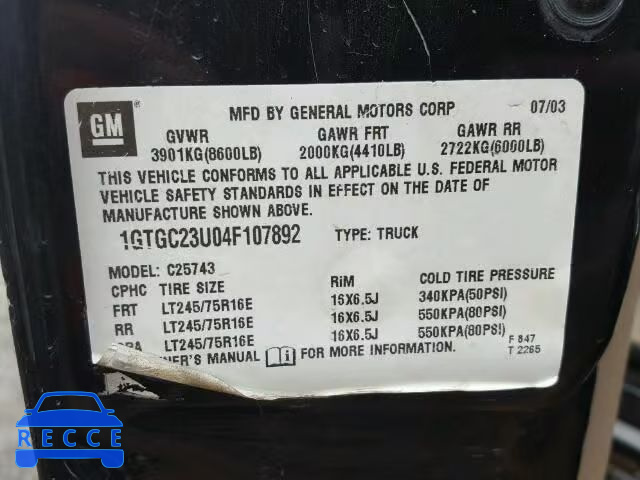 GM ®
MFD BY GENERAL MOTORS CORP 07/03
GVWR GAWR FRT GAWR RR
3901KG(8600LB) 2000KG(4410LB) 2722KG(6000LB)
THIS VEHICLE CONFORMS TO ALL APPLICABLE U.S. FEDERAL MOTOR
VEHICLE SAFETY STANDARDS IN EFFECT ON THE DATE OF
MANUFACTURE SHOWN ABOVE.
1GTGC23U04F107892 TYPE: TRUCK
MODEL: C25743
CPHC TIRE SIZE RIM COLD TIRE PRESSURE
FRT LT245/75R16E 16X6.5J 340KPA(50PSI)
RR LT245/75R16E 16X6.5J 550KPA(80PSI)
LT245/75R16E 16X6.5J 550KPA(80PSI)
MANUAL FOR MORE INFORMATION. F 847
T 2265
RECCE